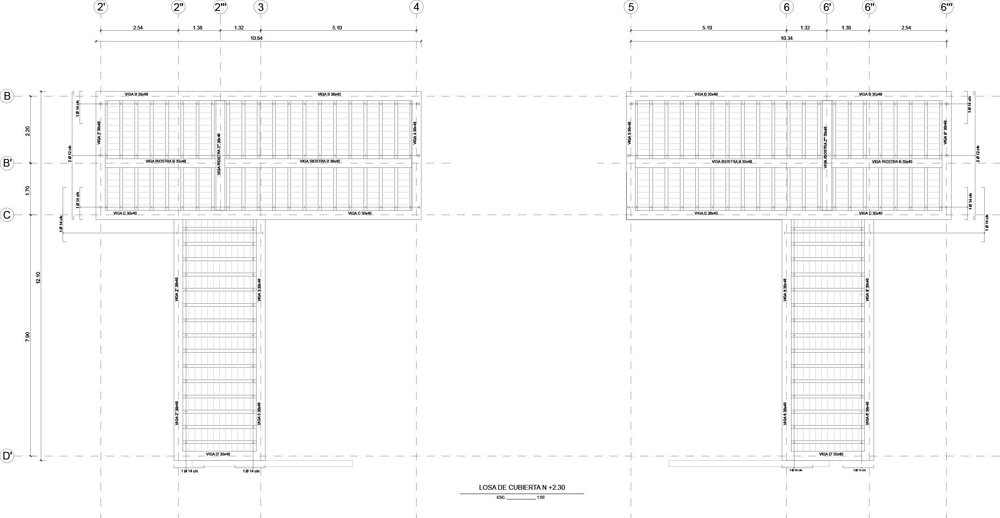 2' 2'' 2''' 3 4 5 6 6' 6'' 6'''
2.54 1.38 1.32 5.10 5.10 1.32 1.38 2.54
10.64 10.34
B
VIGA B 30x40 VIGA B 30x40 VIGA B 30x40 VIGA B 30x40
1 Ø 14 c/n 1 Ø 14 c/n
2.20
VIGA 2' 30x40
VIGA RIOSTRA 2''' 30x40
VIGA 4 30x40
VIGA 5 30x40
VIGA RIOSTRA 2''' 30x40
VIGA 6'' 30x40
2 Ø 12 c/n 2 Ø 12 c/n
B'
VIGA RIOSTRA B 30x40 VIGA RIOSTRA B 30x40 VIGA RIOSTRA B 30x40 VIGA RIOSTRA B 30x40
1.70
1 Ø 14 c/n 1 Ø 14 c/n
C
VIGA C 30x40 VIGA C 30x40 VIGA C 30x40 VIGA C 30x40
1 Ø 14 c/n 1 Ø 14 c/n
12.10
VIGA 2'' 30x40 VIGA 3 30x40 VIGA 6 30x40 VIGA 6' 30x40
7.90
VIGA 2'' 30x40 VIGA 3 30x40 VIGA 6 30x40 VIGA 6' 30x40
D'
VIGA D' 30x40 VIGA D' 30x40
1 Ø 14 c/n 1 Ø 14 c/n 1 Ø 14 c/n 1 Ø 14 c/n
LOSA DE CUBIERTA N +2.30
ESC. ______________ 1:50